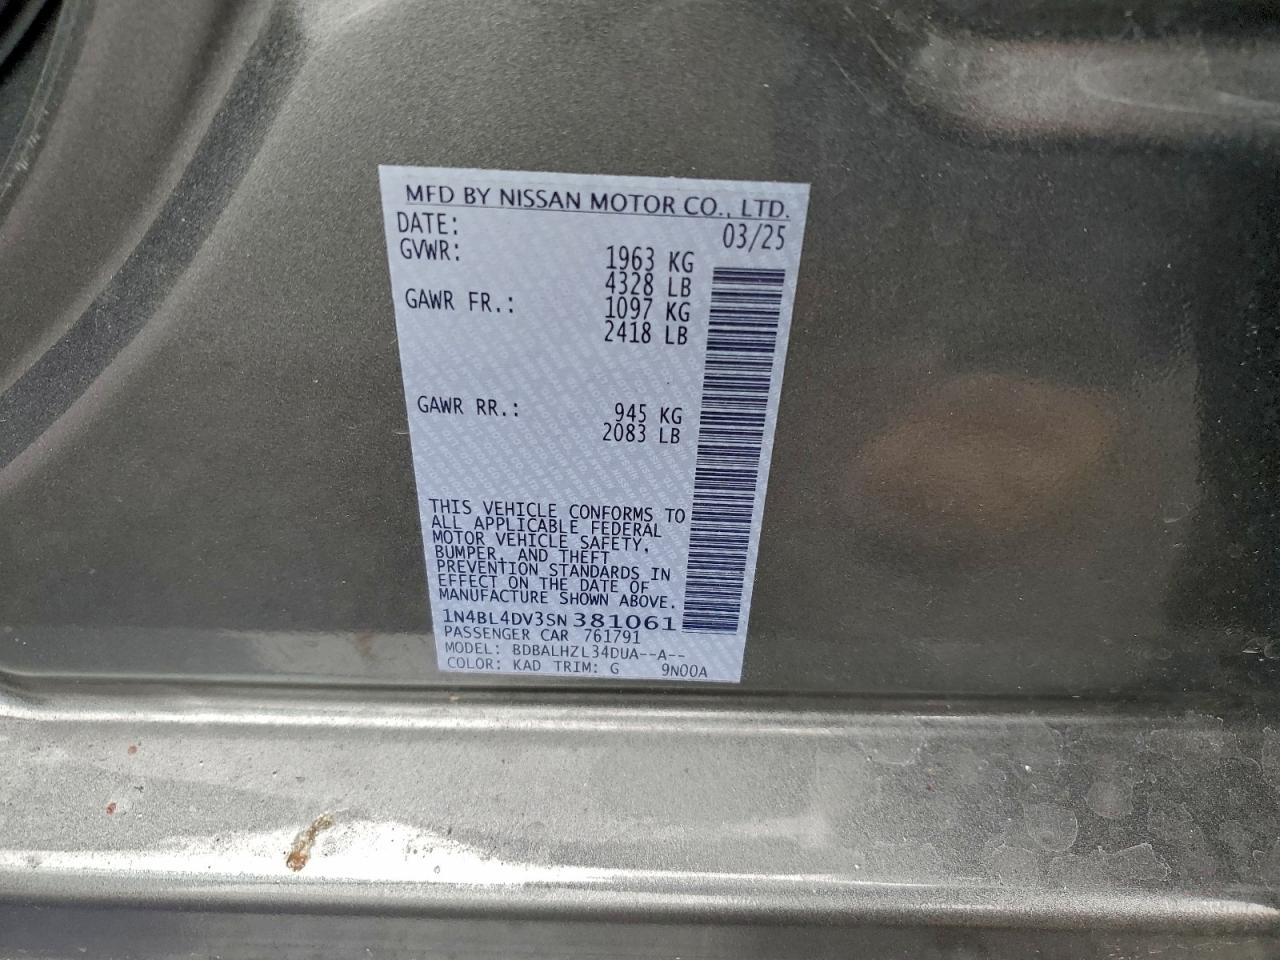 MFD BY NISSAN MOTOR CO., LTD.
DATE: 03/25
GVWR: 1963 KG
4328 LB
GAWR FR.: 1097 KG
2418 LB
GAWR RR.: 945 KG
2083 LB
THIS VEHICLE CONFORMS TO
ALL APPLICABLE FEDERAL
MOTOR VEHICLE SAFETY,
BUMPER, AND THEFT
PREVENTION STANDARDS IN
EFFECT ON THE DATE OF
MANUFACTURE SHOWN ABOVE.
1N4BL4DV3SN381061
PASSENGER CAR 761791
MODEL: BDBALHZL34DUA--A--
COLOR: KAD TRIM: G 9N00A